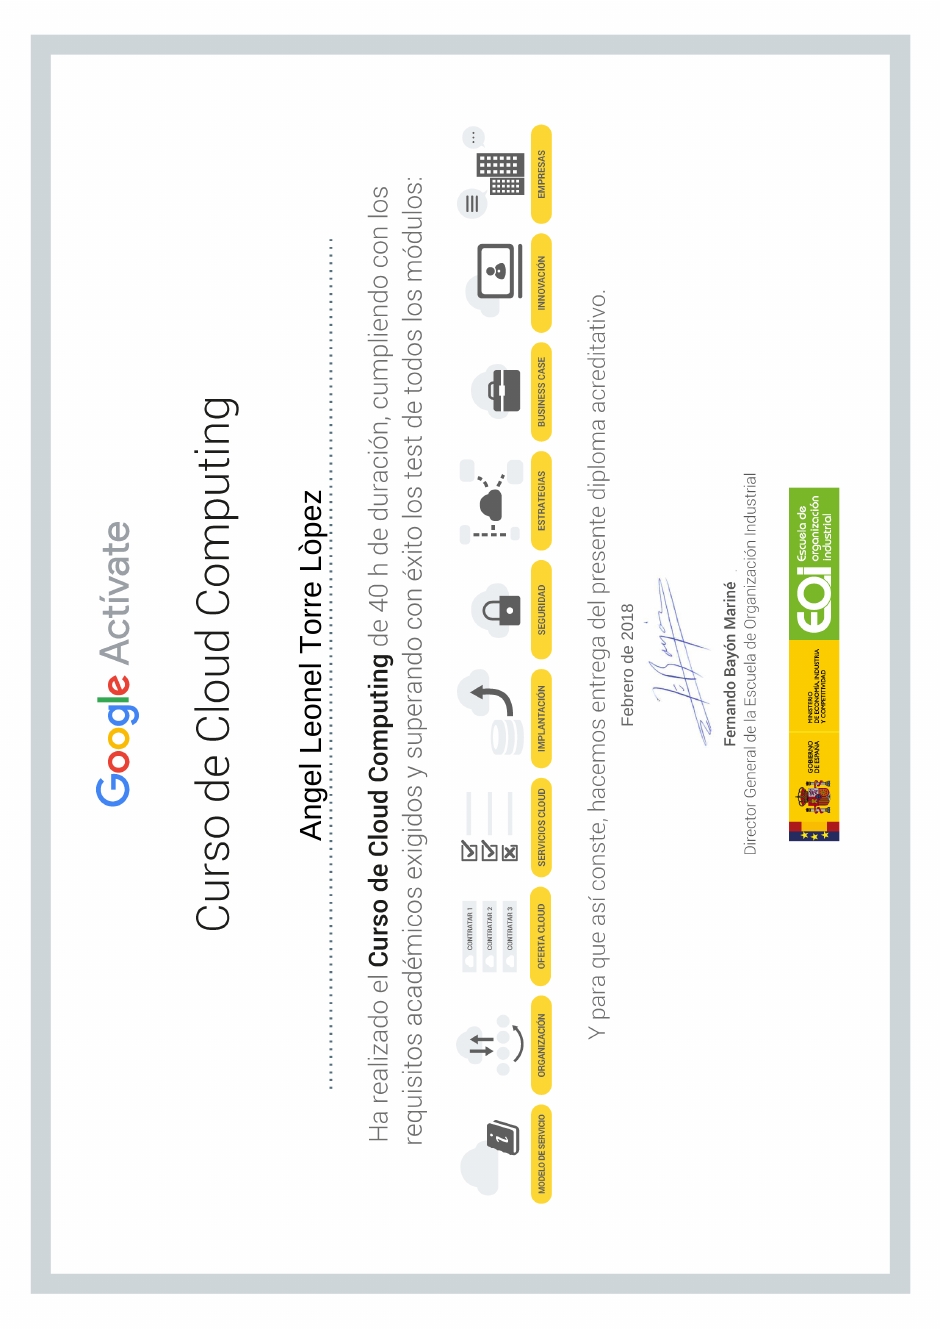 Google Actívate
Curso de Cloud Computing
Angel Leonel Torre Lòpez
Ha realizado el Curso de Cloud Computing de 40 h de duración, cumpliendo con los
requisitos académicos exigidos y superando con éxito los test de todos los módulos:
CONTRATAR 1
CONTRATAR 2
CONTRATAR 3
MODELO DE SERVICIO
ORGANIZACIÓN
OFERTA CLOUD
SERVICIOS CLOUD
IMPLANTACIÓN
SEGURIDAD
ESTRATEGIAS
BUSINESS CASE
INNOVACIÓN
EMPRESAS
Y para que así conste, hacemos entrega del presente diploma acreditativo.
Febrero de 2018
Fernando Bayón Mariné
Director General de la Escuela de Organización Industrial
GOBIERNO
DE ESPAÑA
MINISTERIO
DE ECONOMÍA, INDUSTRIA
Y COMPETITIVIDAD
eoi
Escuela de
organización
industrial